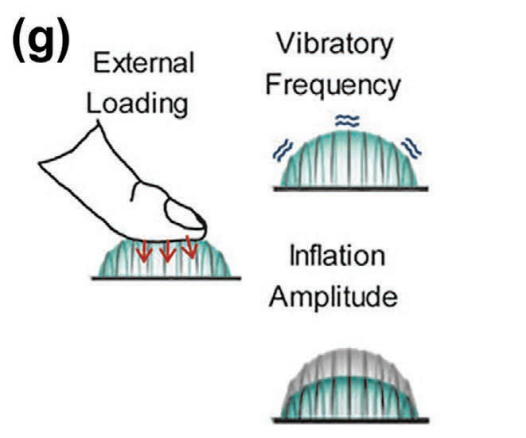 (g)
External
Loading
Vibratory
Frequency
Inflation
Amplitude